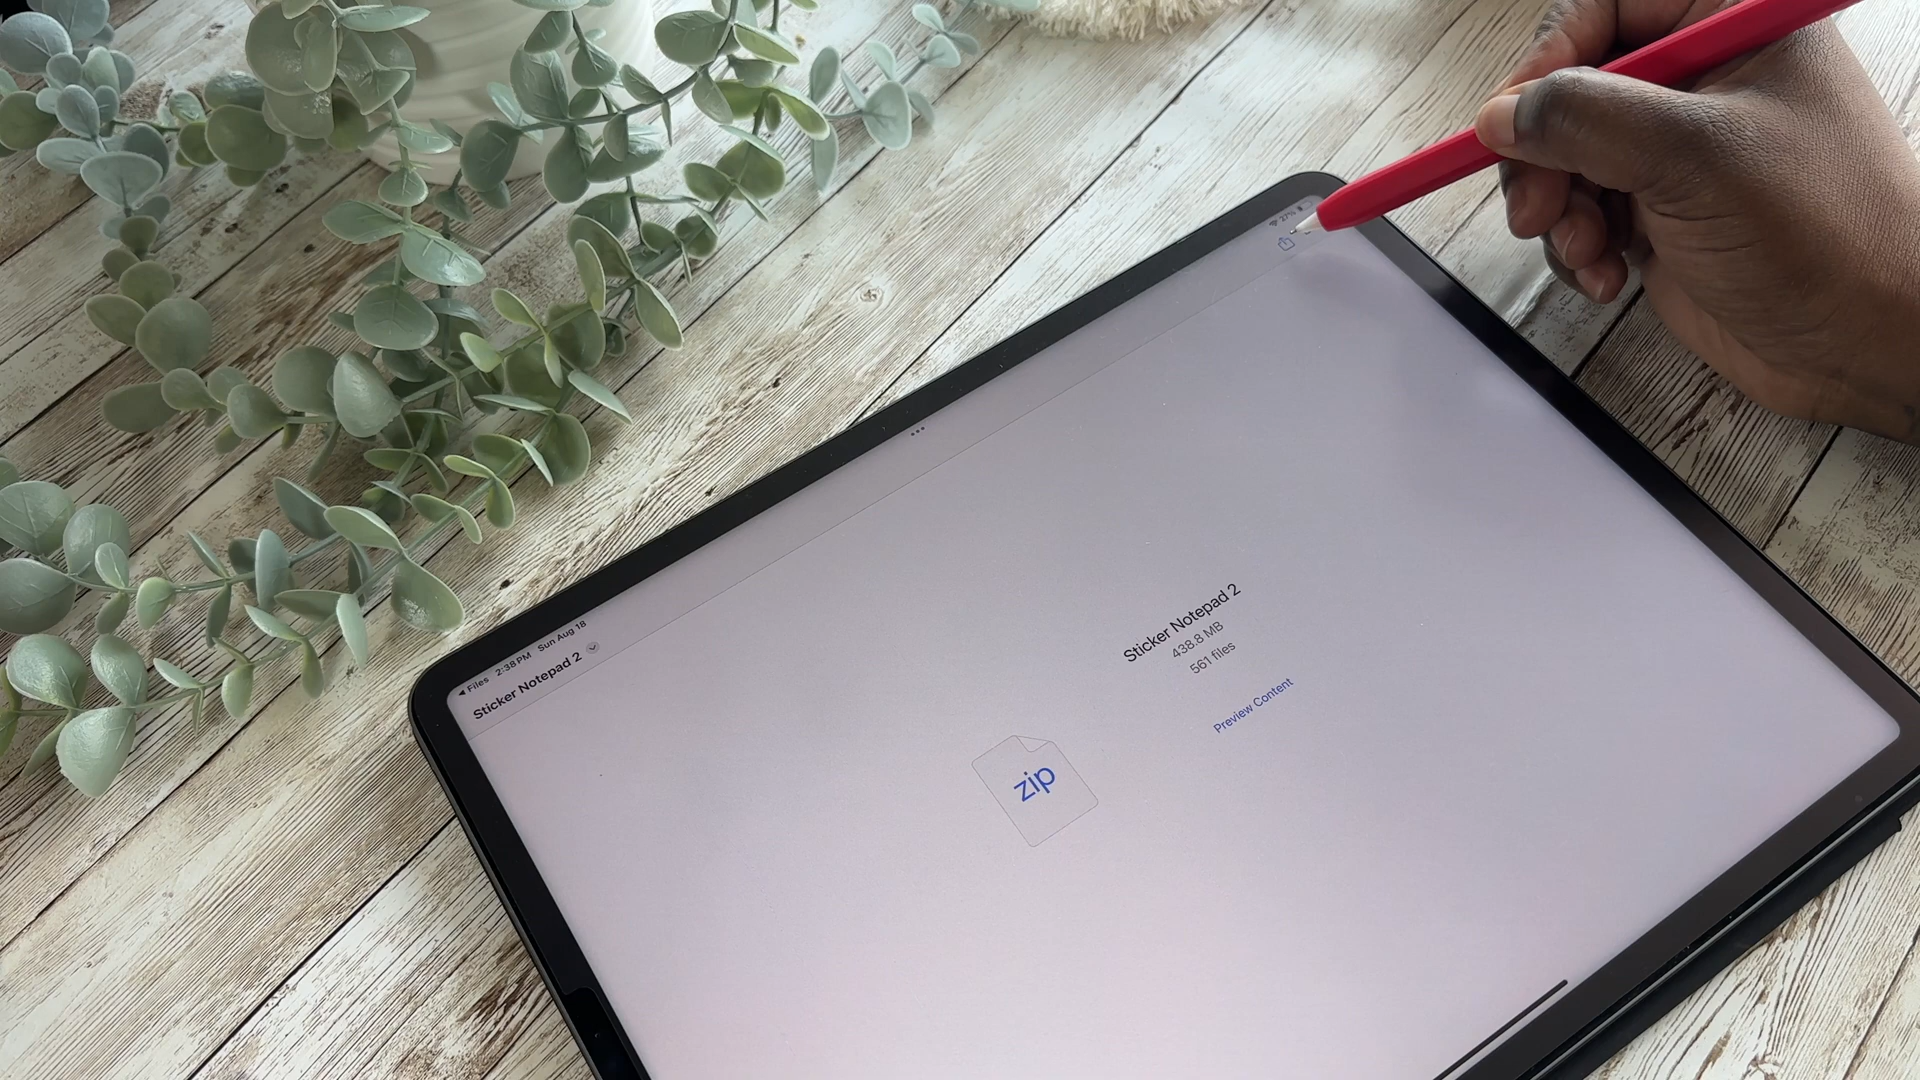 Files 2:38 PM Sun Aug 18
27%
Sticker Notepad 2
Sticker Notepad 2
438.8 MB
561 files
Preview Content
zip